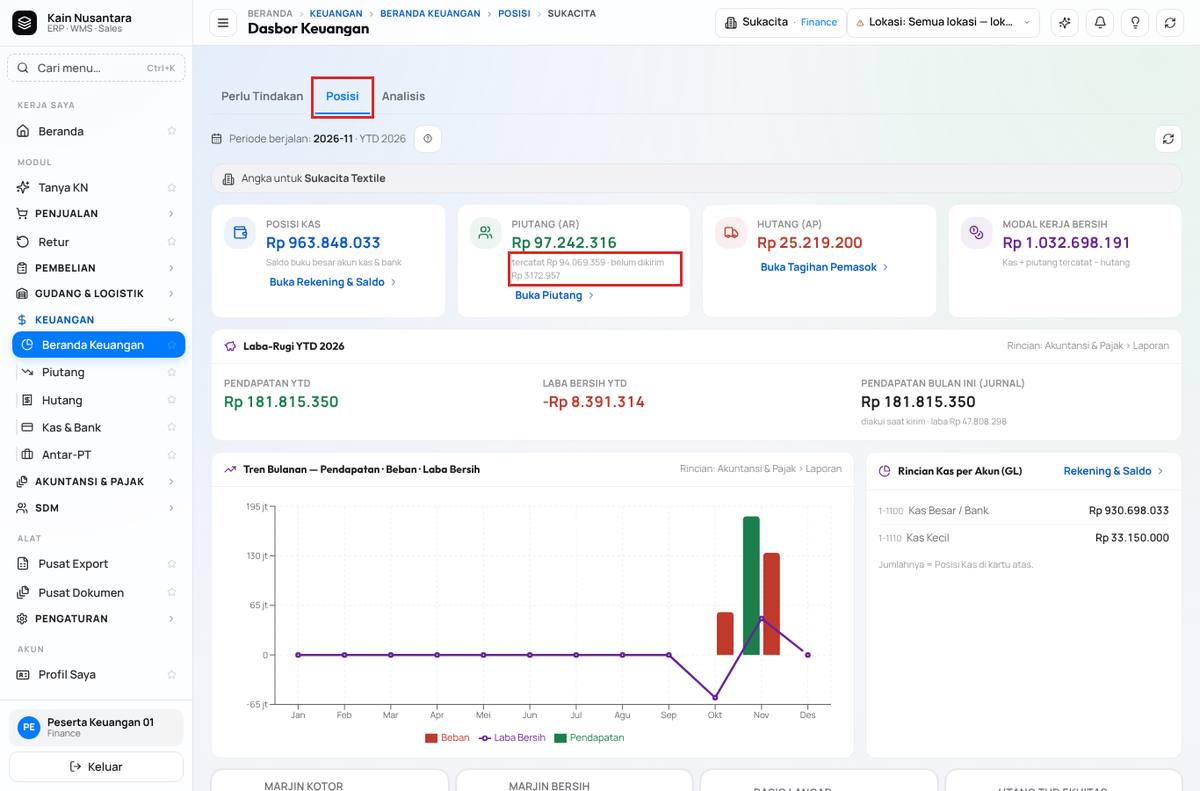 Kain Nusantara
ERP · WMS · Sales
Cari menu...
Ctrl+K
KERJA SAYA
Beranda
MODUL
Tanya KN
PENJUALAN
Retur
PEMBELIAN
GUDANG & LOGISTIK
KEUANGAN
Beranda Keuangan
Piutang
Hutang
Kas & Bank
Antar-PT
AKUNTANSI & PAJAK
SDM
ALAT
Pusat Export
Pusat Dokumen
PENGATURAN
AKUN
Profil Saya
PE
Peserta Keuangan 01
Finance
Keluar
BERANDA > KEUANGAN > BERANDA KEUANGAN > POSISI > SUKACITA
Dasbor Keuangan
Sukacita · Finance
Lokasi: Semua lokasi — lok...
Perlu Tindakan
Posisi
Analisis
Periode berjalan: 2026-11 · YTD 2026
Angka untuk Sukacita Textile
POSISI KAS
Rp 963.848.033
Saldo buku besar akun kas & bank
Buka Rekening & Saldo >
PIUTANG (AR)
Rp 97.242.316
tercatat Rp 94.069.359 · belum dikirim
Rp 3.172.957
Buka Piutang >
HUTANG (AP)
Rp 25.219.200
Buka Tagihan Pemasok >
MODAL KERJA BERSIH
Rp 1.032.698.191
Kas + piutang tercatat − hutang
Laba-Rugi YTD 2026
Rincian: Akuntansi & Pajak > Laporan
PENDAPATAN YTD
Rp 181.815.350
LABA BERSIH YTD
-Rp 8.391.314
PENDAPATAN BULAN INI (JURNAL)
Rp 181.815.350
diakui saat kirim · laba Rp 47.808.298
Tren Bulanan — Pendapatan · Beban · Laba Bersih
Rincian: Akuntansi & Pajak > Laporan
195 jt
130 jt
65 jt
0
-65 jt
Jan Feb Mar Apr Mei Jun Jul Agu Sep Okt Nov Des
Beban Laba Bersih Pendapatan
Rincian Kas per Akun (GL)
Rekening & Saldo >
1-1100 Kas Besar / Bank Rp 930.698.033
1-1110 Kas Kecil Rp 33.150.000
Jumlahnya = Posisi Kas di kartu atas.
MARJIN KOTOR
MARJIN BERSIH
RASIO LANCAR
UTANG THD EKUITAS